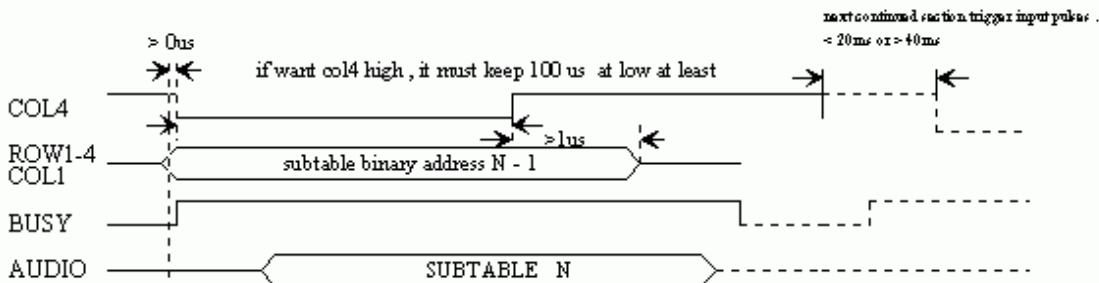 next continued section trigger input pulses .
< 20ms or > 40ms
> 0us
if want col4 high , it must keep 100 us at low at least
COL4
>1us
ROW1-4
COL1
subtable binary address N - 1
BUSY
AUDIO
SUBTABLE N